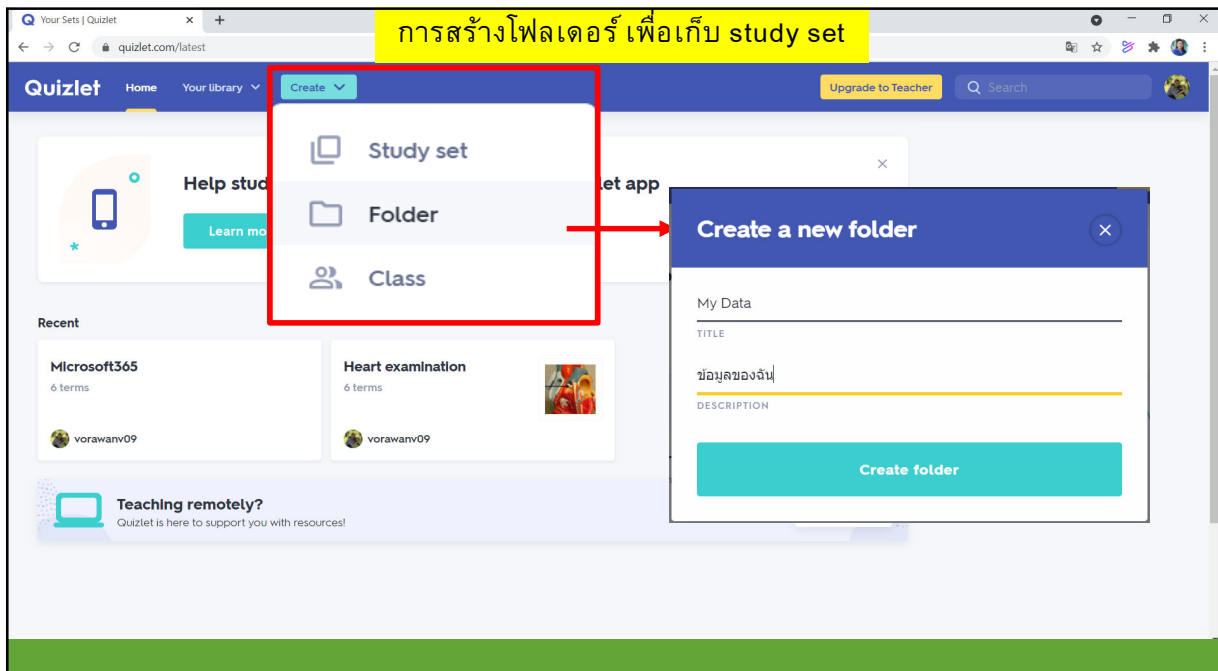 Your Sets | Quizlet
การสร้างโฟลเดอร์ เพื่อเก็บ study set
quizlet.com/latest
Quizlet Home Your library Create Upgrade to Teacher Search
Study set
Folder
Class
Help stud
let app
Learn mo
Create a new folder
My Data
TITLE
ข้อมูลของฉัน
DESCRIPTION
Create folder
Recent
Microsoft365
6 terms
vorawanv09
Heart examination
6 terms
vorawanv09
Teaching remotely?
Quizlet is here to support you with resources!